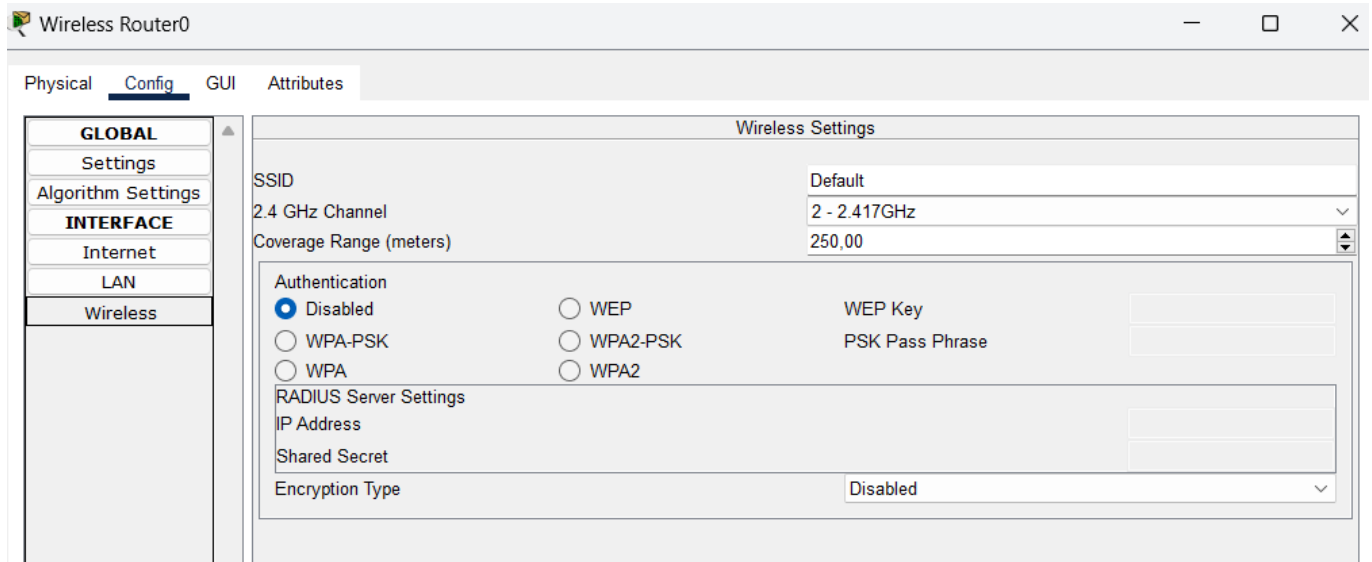 Wireless Router0
Physical Config GUI Attributes
GLOBAL
Settings
Algorithm Settings
INTERFACE
Internet
LAN
Wireless
Wireless Settings
SSID Default
2.4 GHz Channel 2 - 2.417GHz
Coverage Range (meters) 250,00
Authentication
Disabled WEP WEP Key
WPA-PSK WPA2-PSK PSK Pass Phrase
WPA WPA2
RADIUS Server Settings
IP Address
Shared Secret
Encryption Type Disabled